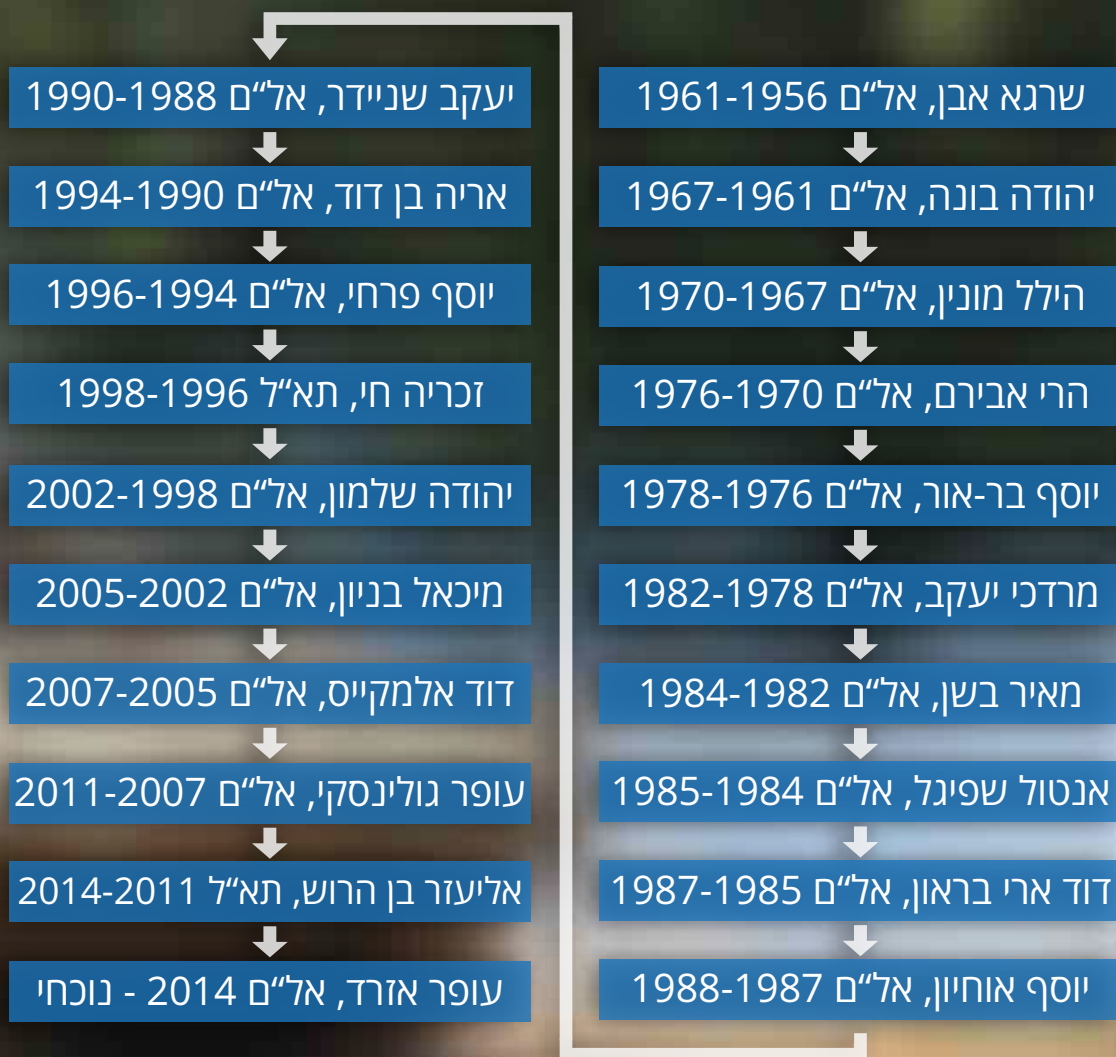 שרגא אבן, אל“ם 1961-1956
יהודה בונה, אל“ם 1967-1961
הילל מונין, אל“ם 1970-1967
הרי אבירם, אל“ם 1976-1970
יוסף בר-אור, אל“ם 1978-1976
מרדכי יעקב, אל“ם 1982-1978
מאיר בשן, אל“ם 1984-1982
אנטול שפיגל, אל“ם 1985-1984
דוד ארי בראון, אל“ם 1987-1985
יוסף אוחיון, אל“ם 1988-1987
יעקב שניידר, אל“ם 1990-1988
אריה בן דוד, אל“ם 1994-1990
יוסף פרחי, אל“ם 1996-1994
זכריה חי, תא“ל 1998-1996
יהודה שלמון, אל“ם 2002-1998
מיכאל בניון, אל“ם 2005-2002
דוד אלמקייס, אל“ם 2007-2005
עופר גולינסקי, אל“ם 2011-2007
אליעזר בן הרוש, תא“ל 2014-2011
עופר אזרד, אל“ם 2014 - נוכחי